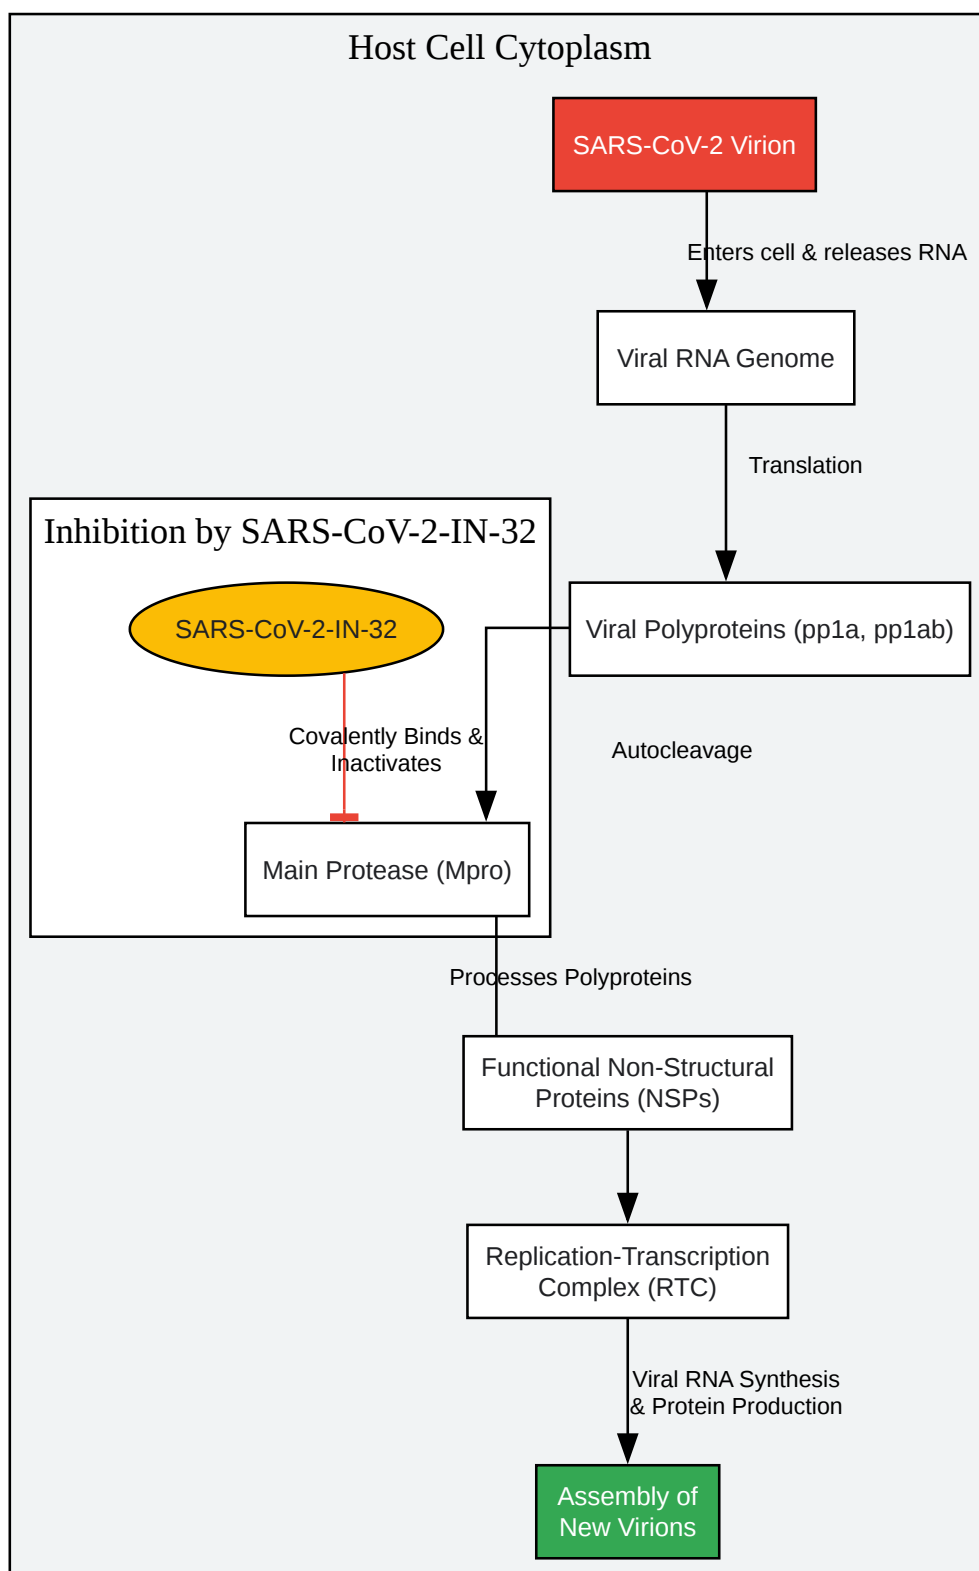 Host Cell Cytoplasm
SARS-CoV-2 Virion
Enters cell & releases RNA
Viral RNA Genome
Translation
Inhibition by SARS-CoV-2-IN-32
SARS-CoV-2-IN-32
Viral Polyproteins (pp1a, pp1ab)
Covalently Binds &
Inactivates
Autocleavage
Main Protease (Mpro)
Processes Polyproteins
Functional Non-Structural
Proteins (NSPs)
Replication-Transcription
Complex (RTC)
Viral RNA Synthesis
& Protein Production
Assembly of
New Virions